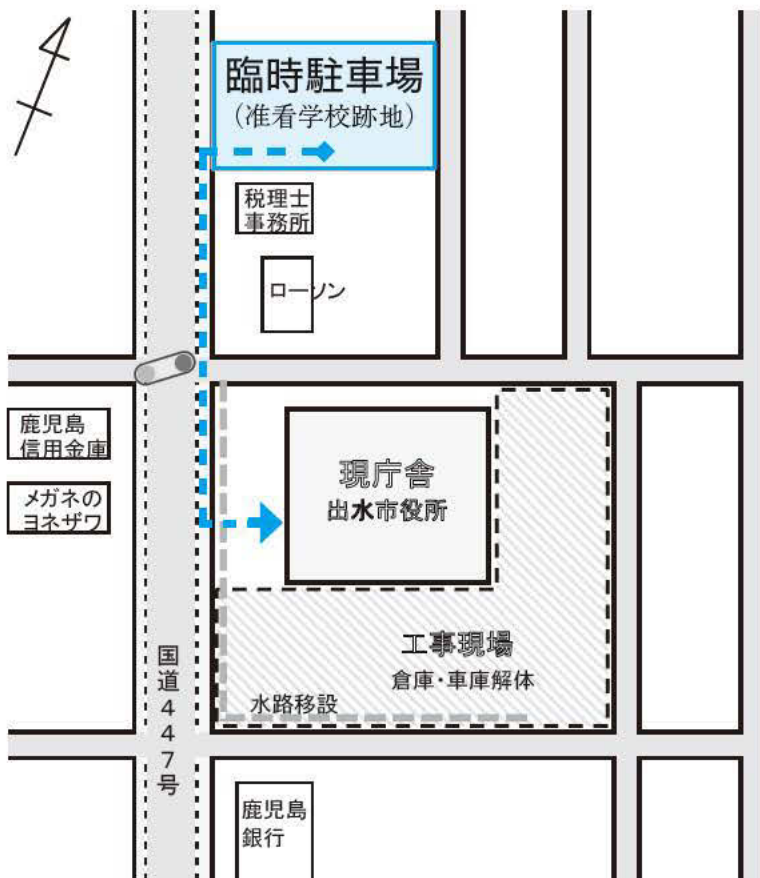 臨時駐車場
（准看学校跡地）
税理士
事務所
ローソン
鹿児島
信用金庫
メガネの
ヨネザワ
現庁舎
出水市役所
工事現場
倉庫・車庫解体
水路移設
国道447号
鹿児島
銀行